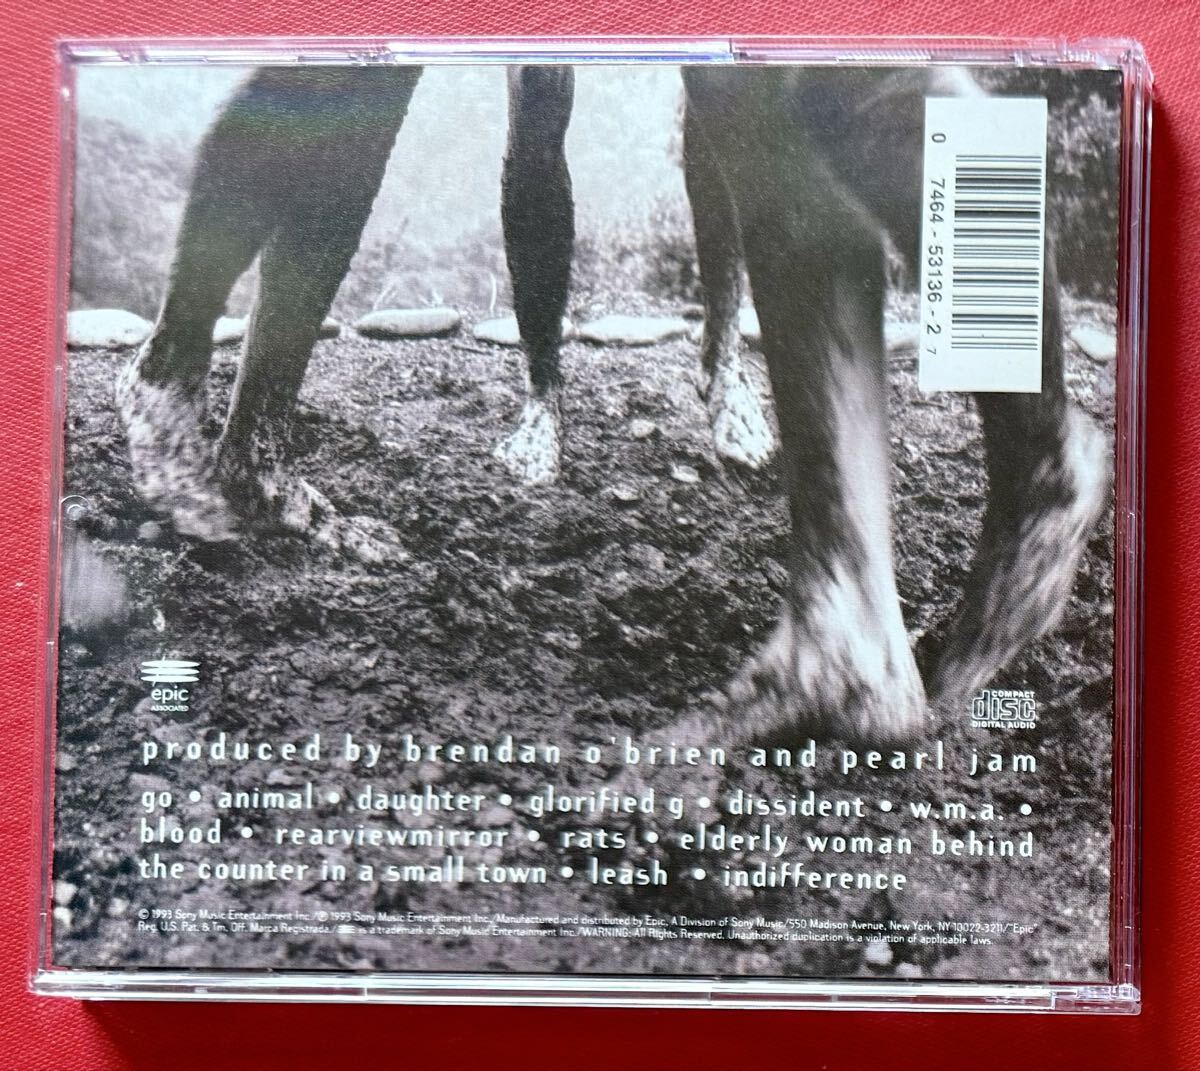 0 7464-53136-2 7
epic
ASSOCIATED
COMPACT
disc
DIGITAL AUDIO
produced by brendan o'brien and pearl jam
go • animal • daughter • glorified g • dissident • w.m.a. •
blood • rearviewmirror • rats • elderly woman behind
the counter in a small town • leash • indifference
© 1993 Sony Music Entertainment Inc./℗ 1993 Sony Music Entertainment Inc./Manufactured and distributed by Epic, A Division of Sony Music/550 Madison Avenue, New York, NY 10022-3211/"Epic"
Reg. U.S. Pat. & Tm. Off. Marca Registrada./ is a trademark of Sony Music Entertainment Inc./WARNING: All Rights Reserved. Unauthorized duplication is a violation of applicable laws.